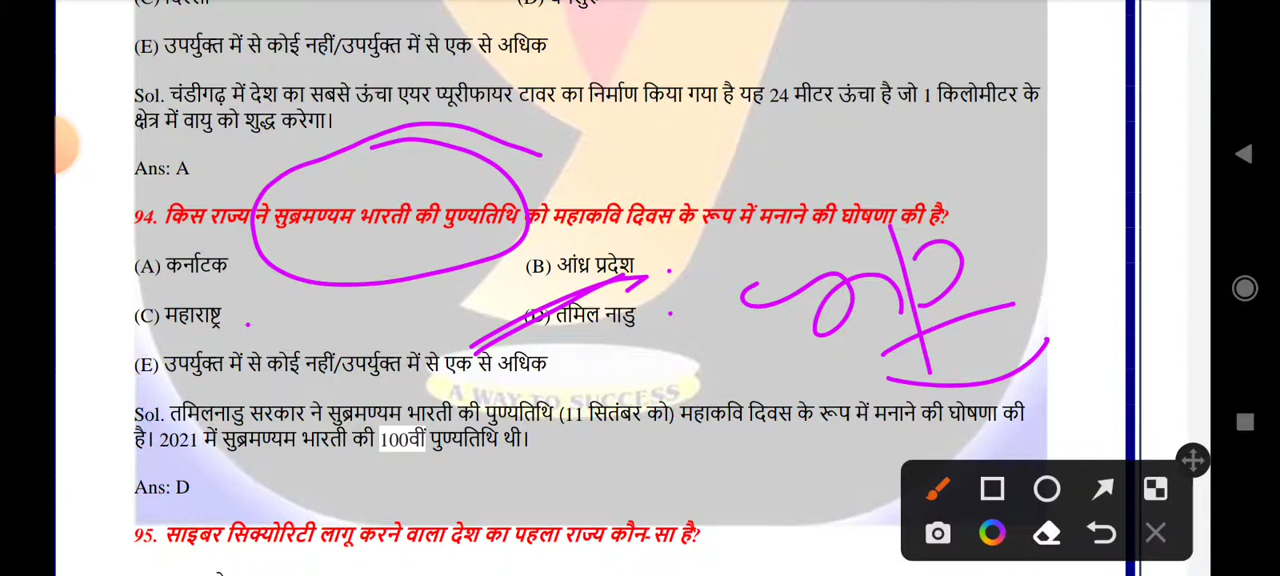 (E) उपर्युक्त में से कोई नहीं/उपर्युक्त में से एक से अधिक
Sol. चंडीगढ़ में देश का सबसे ऊंचा एयर प्यूरीफायर टावर का निर्माण किया गया है यह 24 मीटर ऊंचा है जो 1 किलोमीटर के
क्षेत्र में वायु को शुद्ध करेगा।
Ans: A
94. किस राज्य ने सुब्रमण्यम भारती की पुण्यतिथि को महाकवि दिवस के रूप में मनाने की घोषणा की है?
(A) कर्नाटक (B) आंध्र प्रदेश
(C) महाराष्ट्र (D) तमिल नाडु
(E) उपर्युक्त में से कोई नहीं/उपर्युक्त में से एक से अधिक
A WAY TO SUCCESS
Sol. तमिलनाडु सरकार ने सुब्रमण्यम भारती की पुण्यतिथि (11 सितंबर को) महाकवि दिवस के रूप में मनाने की घोषणा की
है। 2021 में सुब्रमण्यम भारती की 100वीं पुण्यतिथि थी।
Ans: D
95. साइबर सिक्योरिटी लागू करने वाला देश का पहला राज्य कौन-सा है?